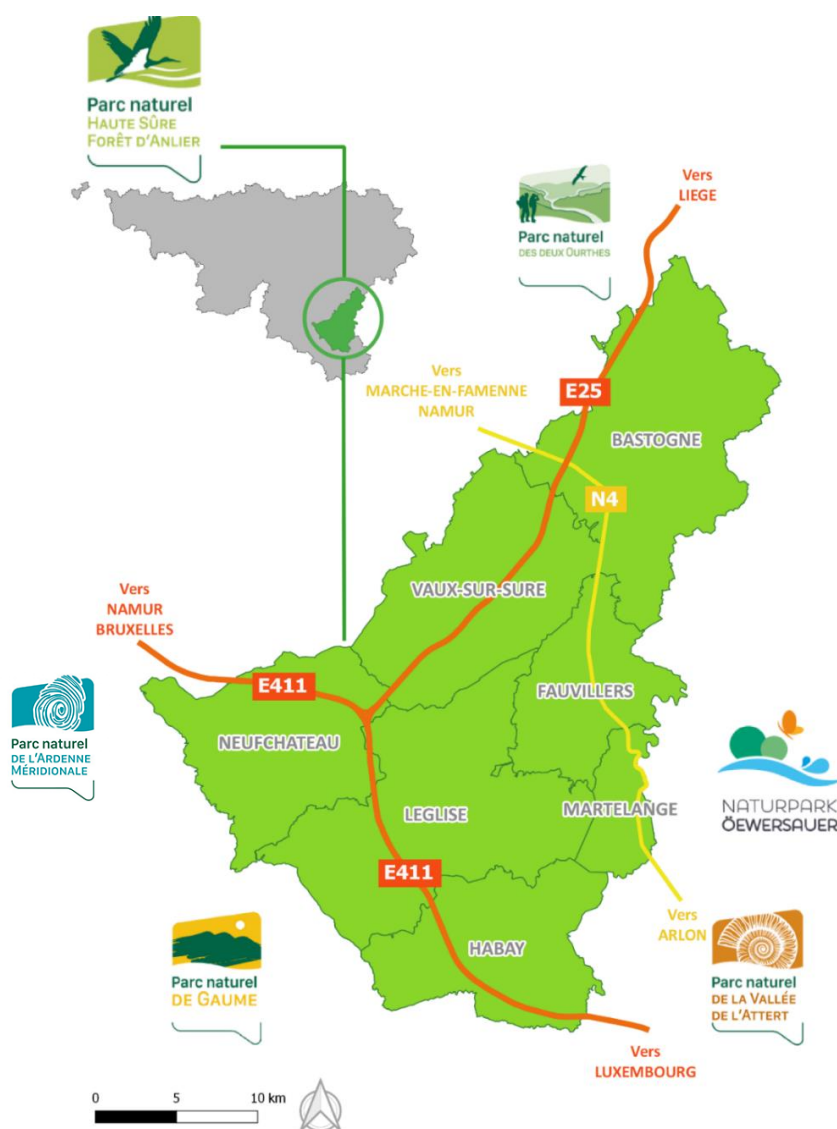 Parc naturel
HAUTE SÛRE
FORÊT D'ANLIER
Vers
LIEGE
Parc naturel
DES DEUX OURTHES
Vers
MARCHE-EN-FAMENNE
NAMUR
E25
BASTOGNE
N4
VAUX-SUR-SURE
Vers
NAMUR
BRUXELLES
E411
FAUVILLERS
NEUFCHATEAU
Parc naturel
DE L'ARDENNE
MÉRIDIONALE
LEGLISE
MARTELANGE
NATURPARK
ÖEWERSAUER
E411
Vers
ARLON
HABAY
Parc naturel
DE GAUME
Parc naturel
DE LA VALLÉE
DE L'ATTERT
Vers
LUXEMBOURG
0 5 10 km